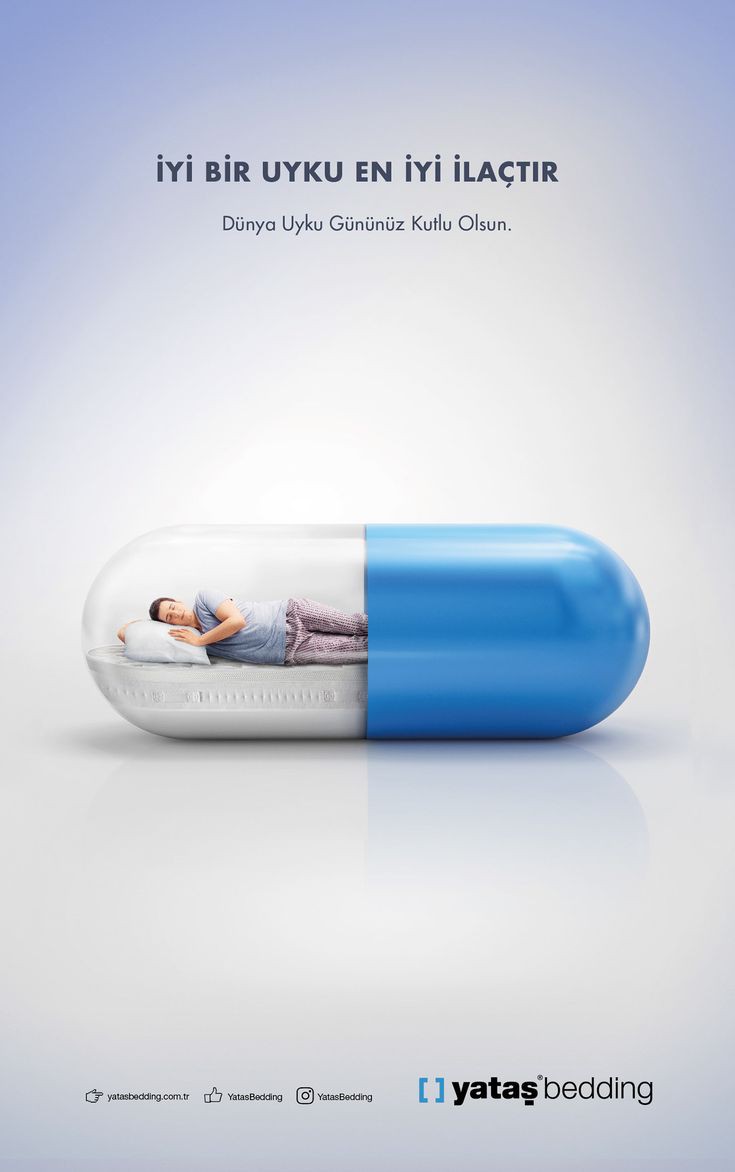 İYİ BİR UYKU EN İYİ İLAÇTIR
Dünya Uyku Gününüz Kutlu Olsun.
yatasbedding.com.tr YatasBedding YatasBedding
[ ] yataş® bedding